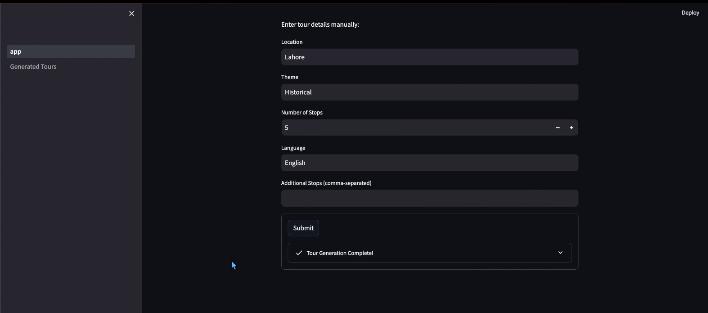 Deploy
app
Generated Tours
Enter tour details manually:
Location
Lahore
Theme
Historical
Number of Stops
5
Language
English
Additional Stops (comma-separated)
Submit
Tour Generation Complete!